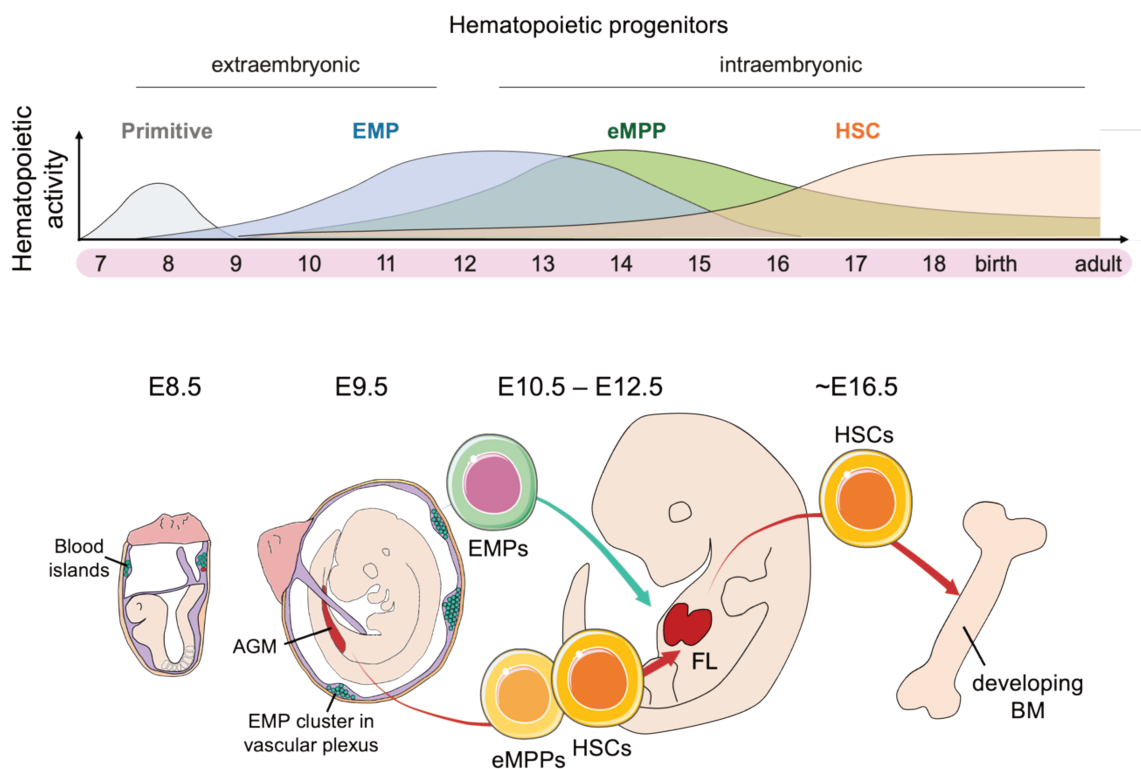 Hematopoietic progenitors
extraembryonic
intraembryonic
Primitive
EMP
eMPP
HSC
Hematopoietic
activity
7 8 9 10 11 12 13 14 15 16 17 18 birth adult
E8.5
E9.5
E10.5 – E12.5
~E16.5
HSCs
EMPs
Blood
islands
AGM
FL
EMP cluster in
vascular plexus
eMPPs
HSCs
developing
BM